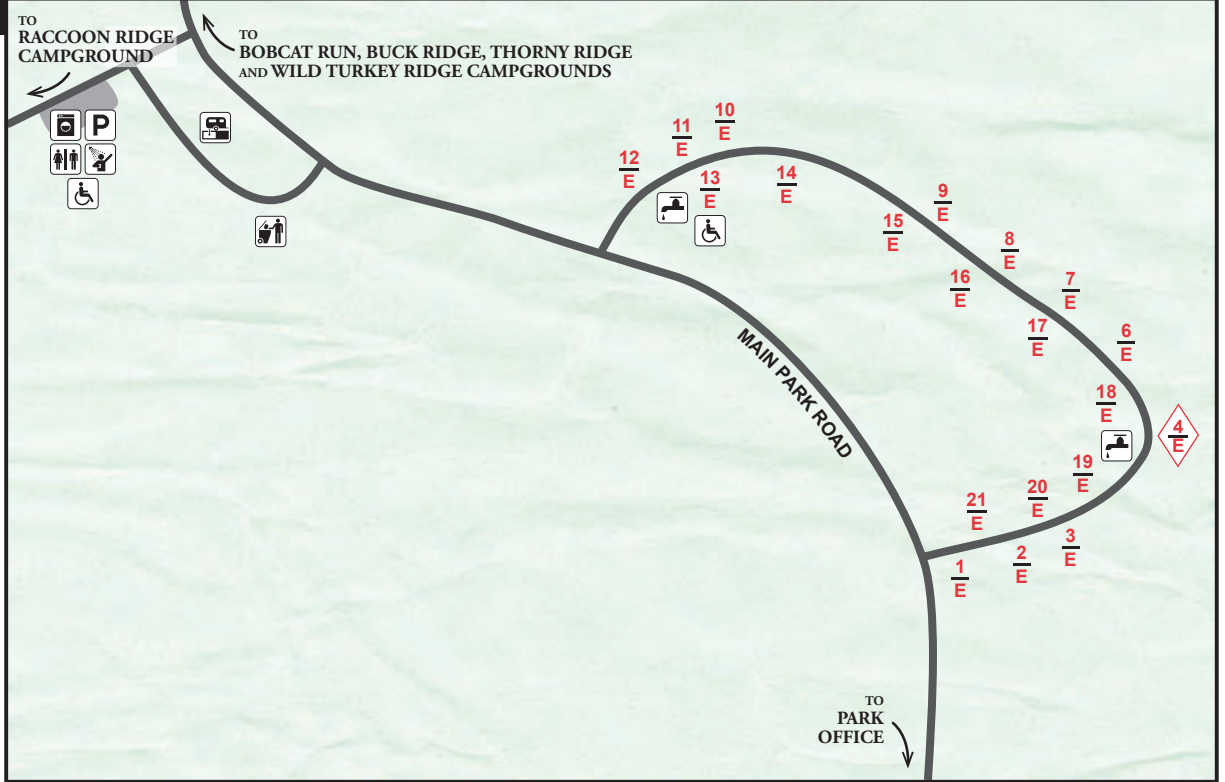 TO
RACCOON RIDGE
CAMPGROUND
TO
BOBCAT RUN, BUCK RIDGE, THORNY RIDGE
AND WILD TURKEY RIDGE CAMPGROUNDS
P
10
E
11
E
12
E
13
E
14
E
9
E
15
E
8
E
16
E
7
E
17
E
6
E
18
E
4
E
19
E
20
E
21
E
3
E
2
E
1
E
MAIN PARK ROAD
TO
PARK
OFFICE